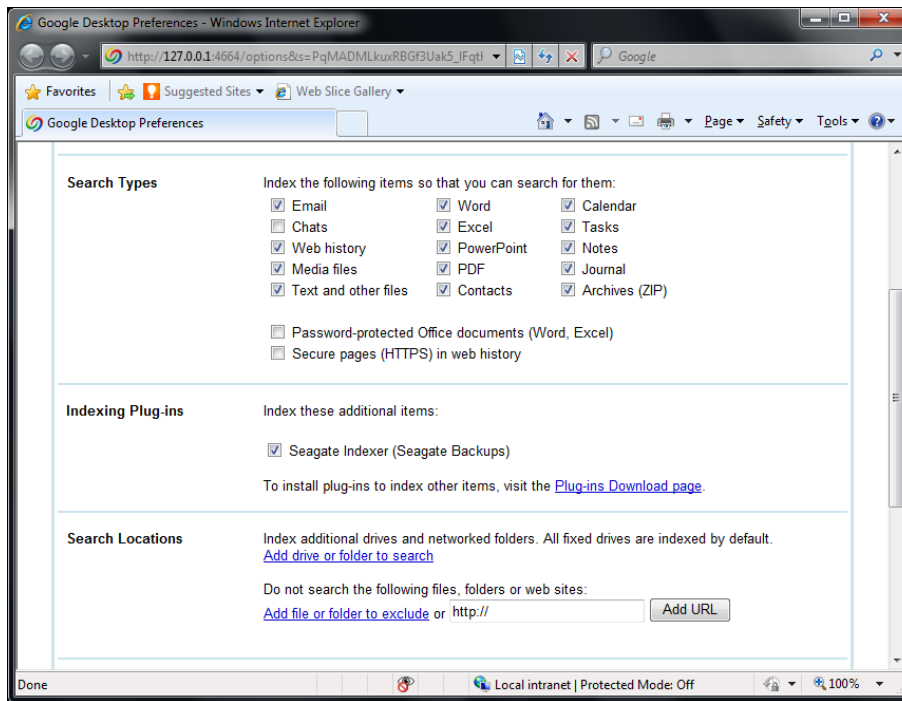 Google Desktop Preferences - Windows Internet Explorer
http://127.0.0.1:4664/options&s=PqMADMLkuxRBGf3Uak5_IFqtH
Google
Favorites Suggested Sites Web Slice Gallery
Google Desktop Preferences Page Safety Tools
Search Types Index the following items so that you can search for them:
Email Word Calendar
Chats Excel Tasks
Web history PowerPoint Notes
Media files PDF Journal
Text and other files Contacts Archives (ZIP)
Password-protected Office documents (Word, Excel)
Secure pages (HTTPS) in web history
Indexing Plug-ins Index these additional items:
Seagate Indexer (Seagate Backups)
To install plug-ins to index other items, visit the Plug-ins Download page.
Search Locations Index additional drives and networked folders. All fixed drives are indexed by default.
Add drive or folder to search
Do not search the following files, folders or web sites:
Add file or folder to exclude or http:// Add URL
Done Local intranet | Protected Mode: Off 100%